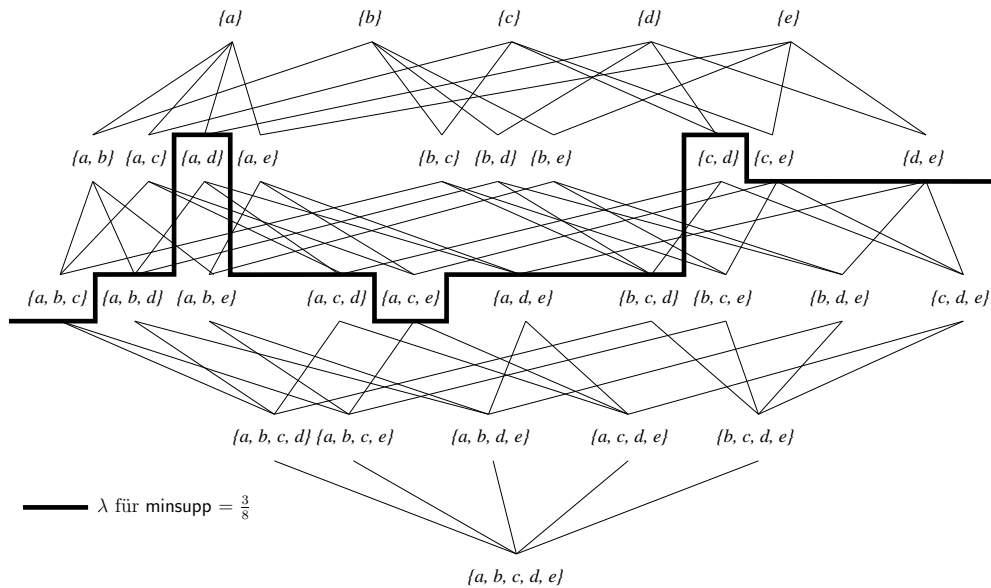 {a} {b} {c} {d} {e}
{a, b} {a, c} {a, d} {a, e} {b, c} {b, d} {b, e} {c, d} {c, e} {d, e}
{a, b, c} {a, b, d} {a, b, e} {a, c, d} {a, c, e} {a, d, e} {b, c, d} {b, c, e} {b, d, e} {c, d, e}
{a, b, c, d} {a, b, c, e} {a, b, d, e} {a, c, d, e} {b, c, d, e}
λ für minsupp = 3/8
{a, b, c, d, e}